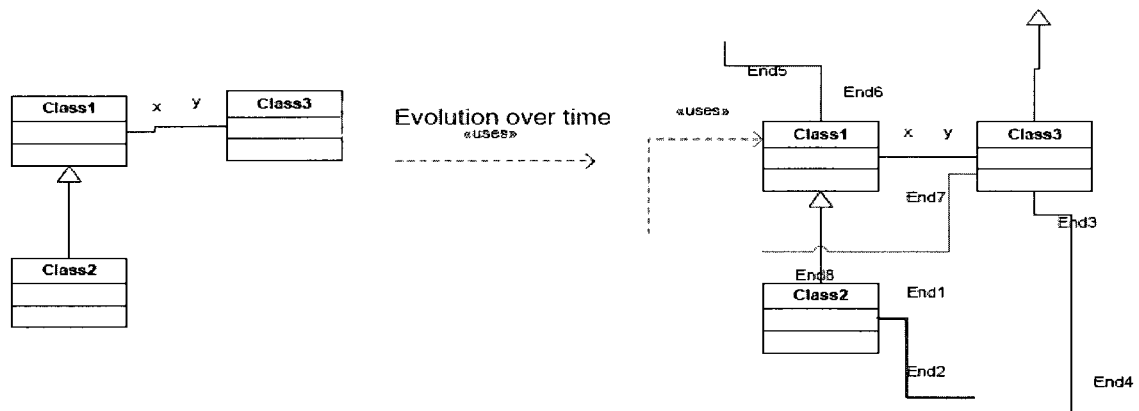 Class1
x y
Class3
Class2
Evolution over time
«uses»
«uses»
End5
End6
Class1
x y
Class3
End7
End3
End8
Class2
End1
End2
End4